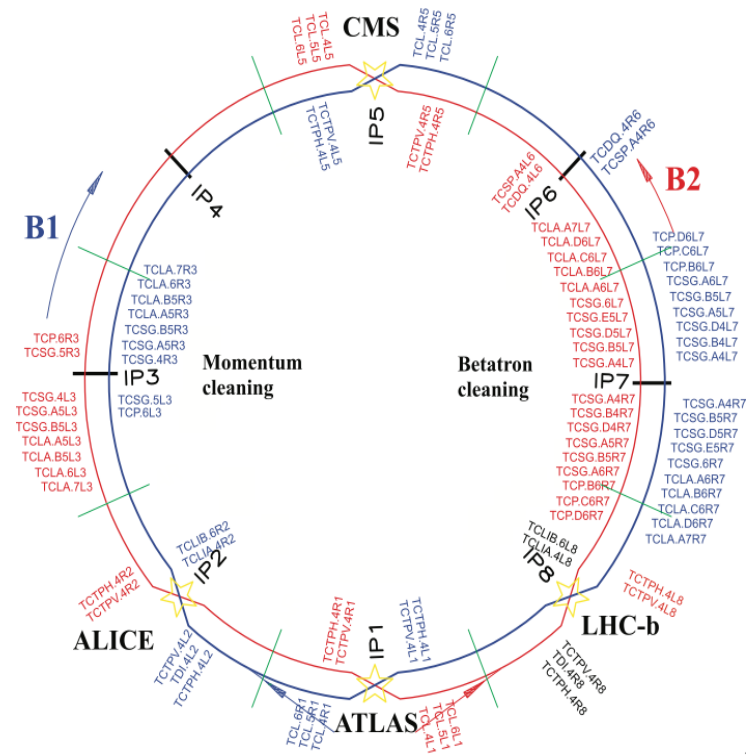 CMS
TCL.4L5
TCL.5L5
TCL.6L5
TCL.4R5
TCL.5R5
TCL.6R5
TCTPV.4L5
TCTPH.4L5
IP5
TCTPV.4R5
TCTPH.4R5
TCDQ.4R6
TCSP.A4R6
TCSP.A4L6
TCDQ.4L6
IP6
B2
IP4
B1
TCLA.A7L7
TCLA.D6L7
TCLA.C6L7
TCLA.B6L7
TCLA.A6L7
TCSG.6L7
TCSG.E5L7
TCSG.D5L7
TCSG.B5L7
TCSG.A4L7
TCP.D6L7
TCP.C6L7
TCP.B6L7
TCSG.A6L7
TCSG.B5L7
TCSG.A5L7
TCSG.D4L7
TCSG.B4L7
TCSG.A4L7
TCLA.7R3
TCLA.6R3
TCLA.B5R3
TCLA.A5R3
TCSG.B5R3
TCSG.A5R3
TCSG.4R3
TCP.6R3
TCSG.5R3
IP3
Momentum
cleaning
Betatron
cleaning
IP7
TCSG.4L3
TCSG.A5L3
TCSG.B5L3
TCLA.A5L3
TCLA.B5L3
TCLA.6L3
TCLA.7L3
TCSG.5L3
TCP.6L3
TCSG.A4R7
TCSG.B4R7
TCSG.D4R7
TCSG.A5R7
TCSG.B5R7
TCSG.A6R7
TCP.B6R7
TCP.C6R7
TCP.D6R7
TCSG.A4R7
TCSG.B5R7
TCSG.D5R7
TCSG.E5R7
TCSG.6R7
TCLA.A6R7
TCLA.B6R7
TCLA.C6R7
TCLA.D6R7
TCLA.A7R7
TCLIB.6R2
TCLIA.4R2
IP2
TCLIB.6L8
TCLIA.4L8
IP8
TCTPH.4R2
TCTPV.4R2
ALICE
TCTPV.4L2
TDI.4L2
TCTPH.4L2
TCTPH.4L8
TCTPV.4L8
LHC-b
TCTPV.4R8
TDI.4R8
TCTPH.4R8
TCTPH.4R1
TCTPV.4R1
IP1
TCTPH.4L1
TCTPV.4L1
TCL.6R1
TCL.5R1
TCL.4R1
ATLAS
TCL.6L1
TCL.5L1
TCL.4L1